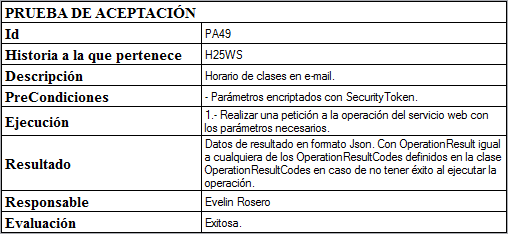 PRUEBA DE ACEPTACIÓN
Id PA49
Historia a la que pertenece H25WS
Descripción Horario de clases en e-mail.
PreCondiciones - Parámetros encriptados con SecurityToken.
Ejecución 1.- Realizar una petición a la operación del servicio web con
los parámetros necesarios.
Resultado Datos de resultado en formato Json. Con OperationResult igual
a cualquiera de los OperationResultCodes definidos en la clase
OperationResultCodes en caso de no tener éxito al ejecutar la
operación.
Responsable Evelin Rosero
Evaluación Exitosa.